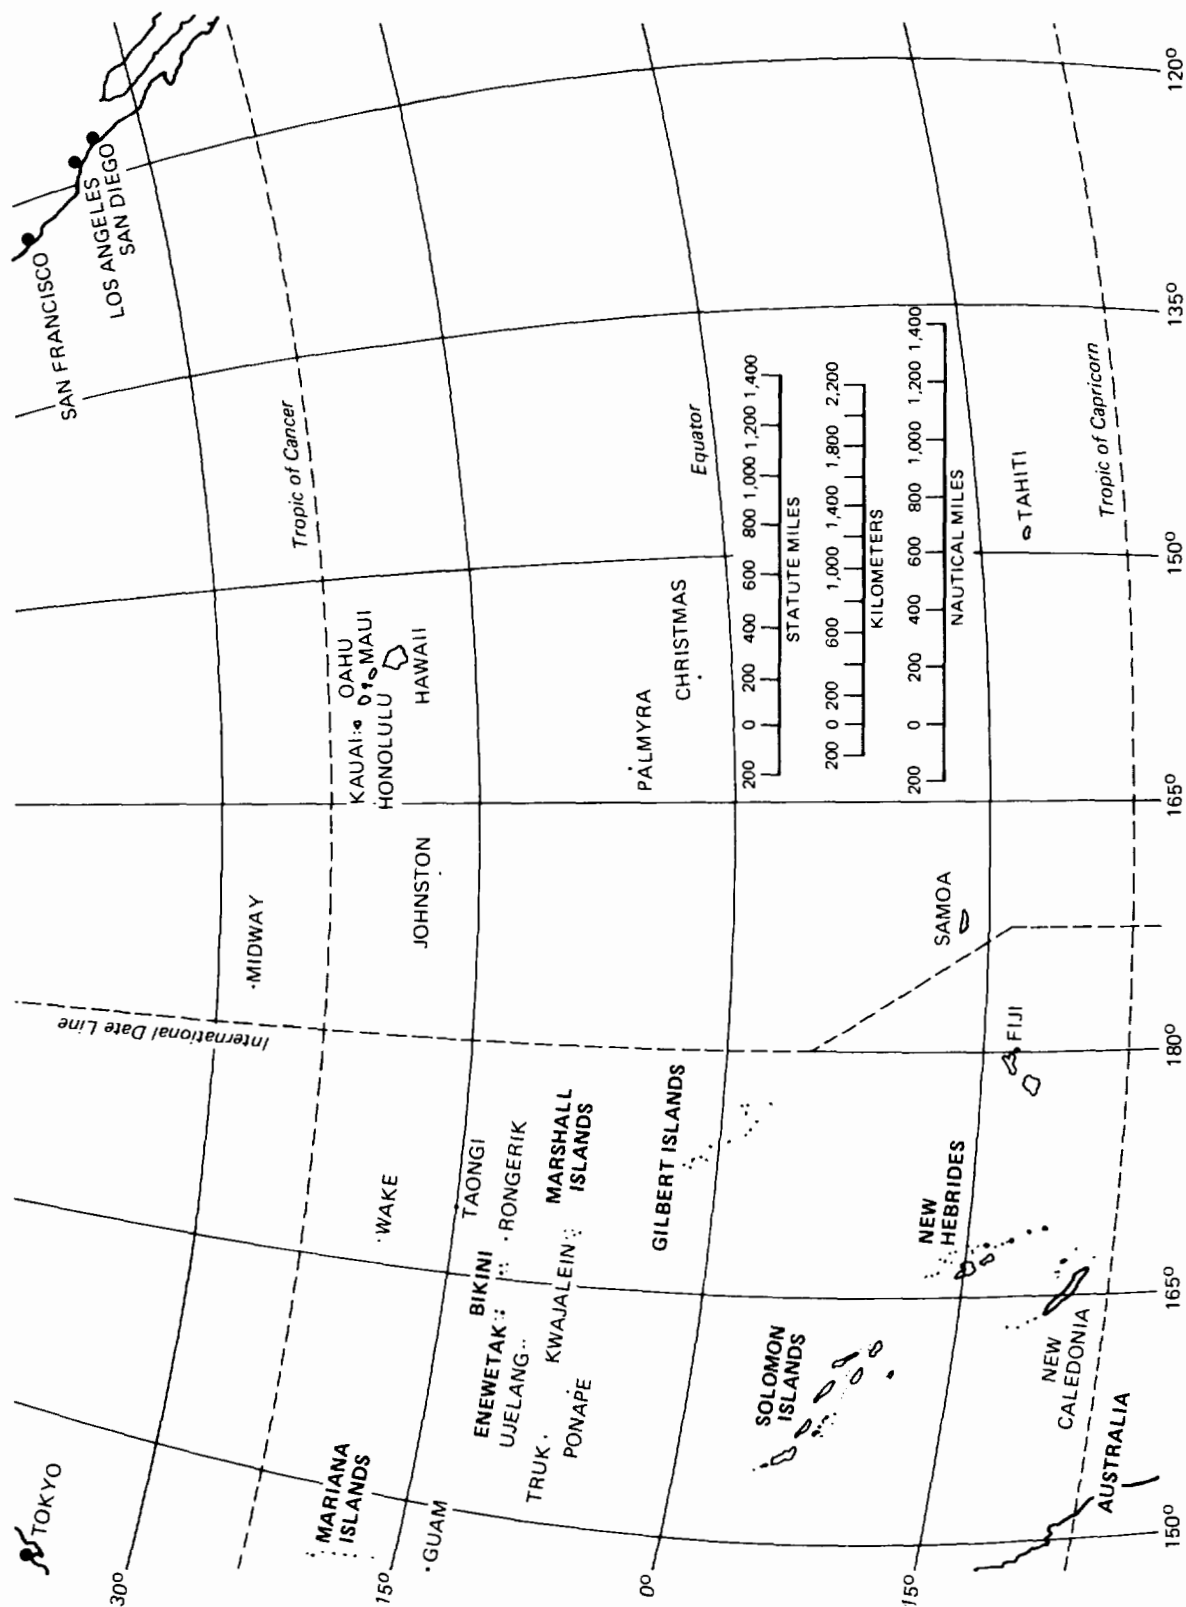 TOKYO
SAN FRANCISCO
LOS ANGELES
SAN DIEGO
30°
International Date Line
MIDWAY
Tropic of Cancer
MARIANA
ISLANDS
WAKE
KAUAI
OAHU
MAUI
HONOLULU
HAWAII
15°
GUAM
JOHNSTON
TAONGI
ENEWETAK
BIKINI
RONGERIK
UJELANG
TRUK
KWAJALEIN
MARSHALL
ISLANDS
PONAPE
PALMYRA
CHRISTMAS
0°
GILBERT ISLANDS
Equator
200 0 200 400 600 800 1,000 1,200 1,400
STATUTE MILES
200 0 200 600 1,000 1,400 1,800 2,200
KILOMETERS
200 0 200 400 600 800 1,000 1,200 1,400
NAUTICAL MILES
SOLOMON
ISLANDS
NEW
HEBRIDES
SAMOA
15°
FIJI
TAHITI
NEW
CALEDONIA
Tropic of Capricorn
AUSTRALIA
150°
165°
180°
165°
150°
135°
120°